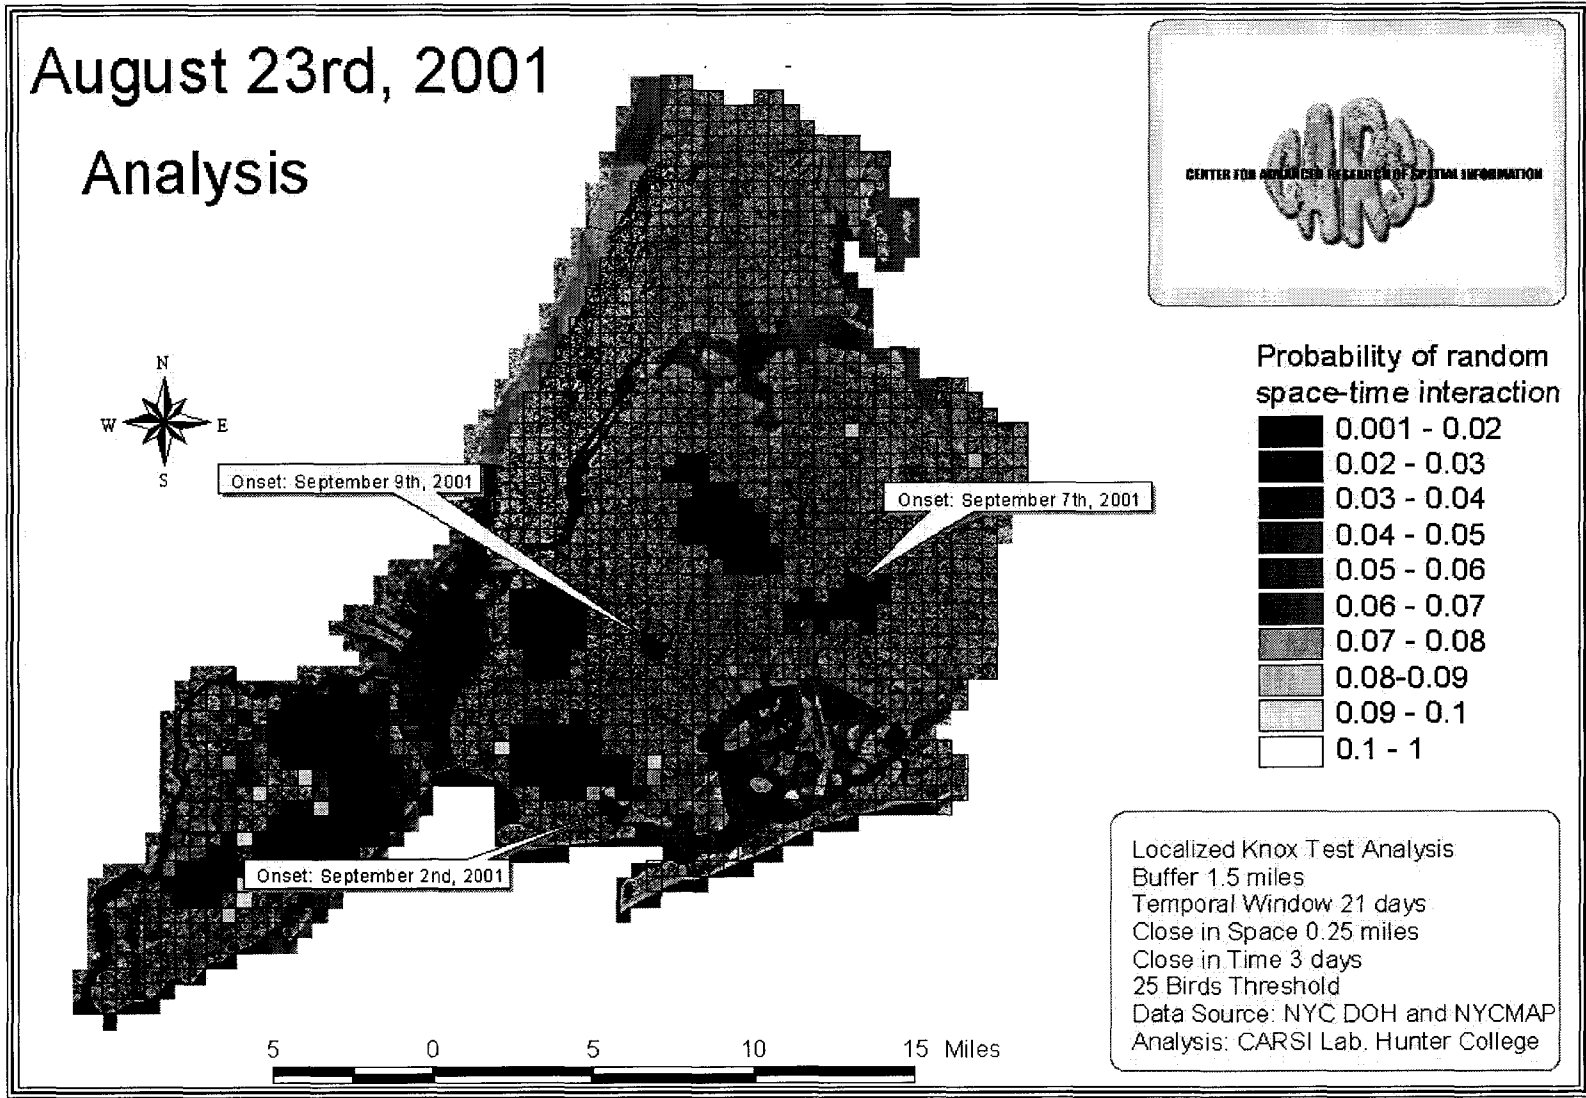 August 23rd, 2001
Analysis
CENTER FOR ADVANCED RESEARCH OF SPATIAL INFORMATION
N
W E
S
Onset: September 9th, 2001
Onset: September 7th, 2001
Onset: September 2nd, 2001
Probability of random
space-time interaction
0.001 - 0.02
0.02 - 0.03
0.03 - 0.04
0.04 - 0.05
0.05 - 0.06
0.06 - 0.07
0.07 - 0.08
0.08-0.09
0.09 - 0.1
0.1 - 1
Localized Knox Test Analysis
Buffer 1.5 miles
Temporal Window 21 days
Close in Space 0.25 miles
Close in Time 3 days
25 Birds Threshold
Data Source: NYC DOH and NYCMAP
Analysis: CARSI Lab. Hunter College
5 0 5 10 15 Miles